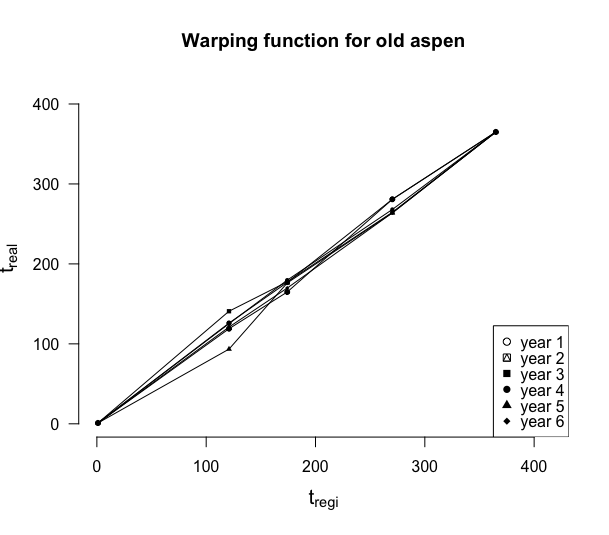 Warping function for old aspen
400
300
200
100
0
t_real
year 1
year 2
year 3
year 4
year 5
year 6
0 100 200 300 400
t_regi